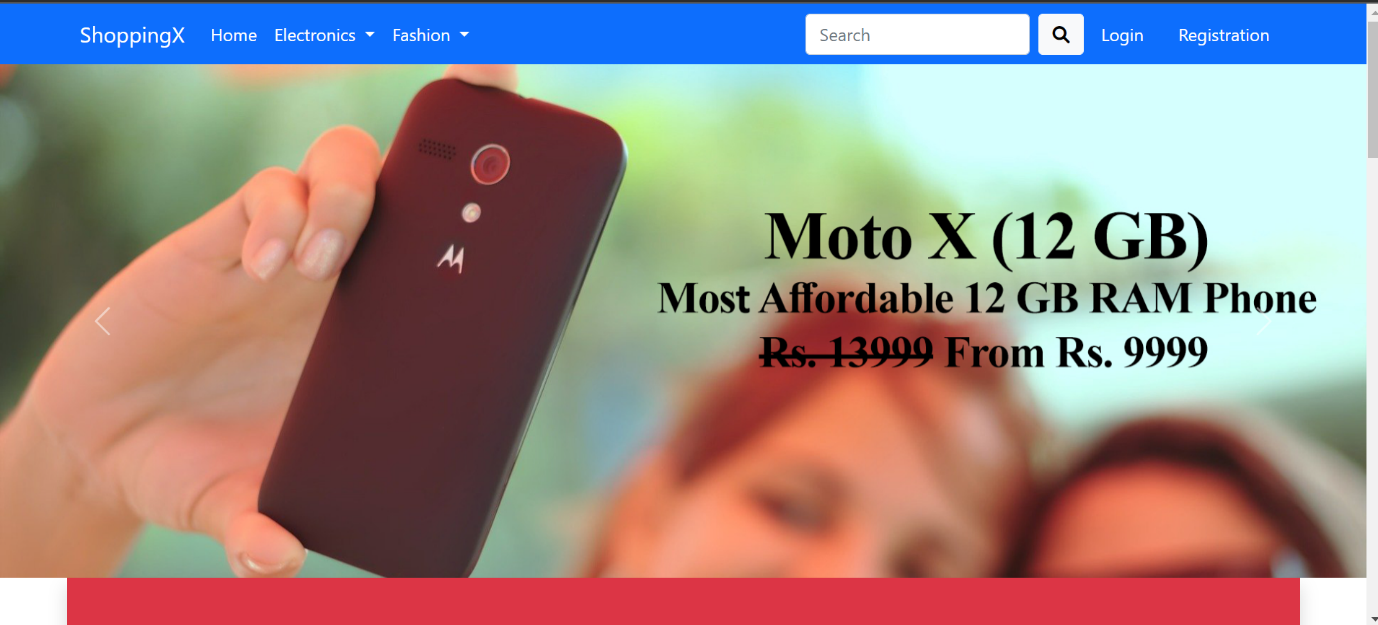 ShoppingX Home Electronics Fashion Search Login Registration
Moto X (12 GB)
Most Affordable 12 GB RAM Phone
Rs. 13999 From Rs. 9999